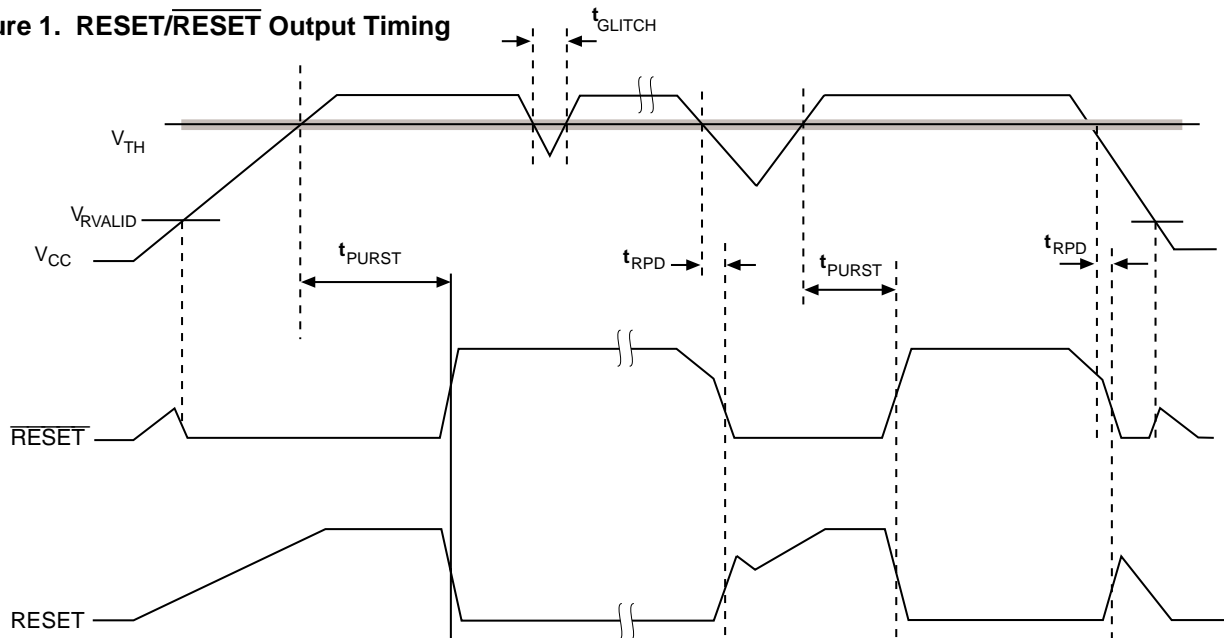 ure 1. RESET/RESET Output Timing
tGLITCH
VTH
VRVALID
VCC
tPURST
tRPD
tPURST
tRPD
RESET
RESET